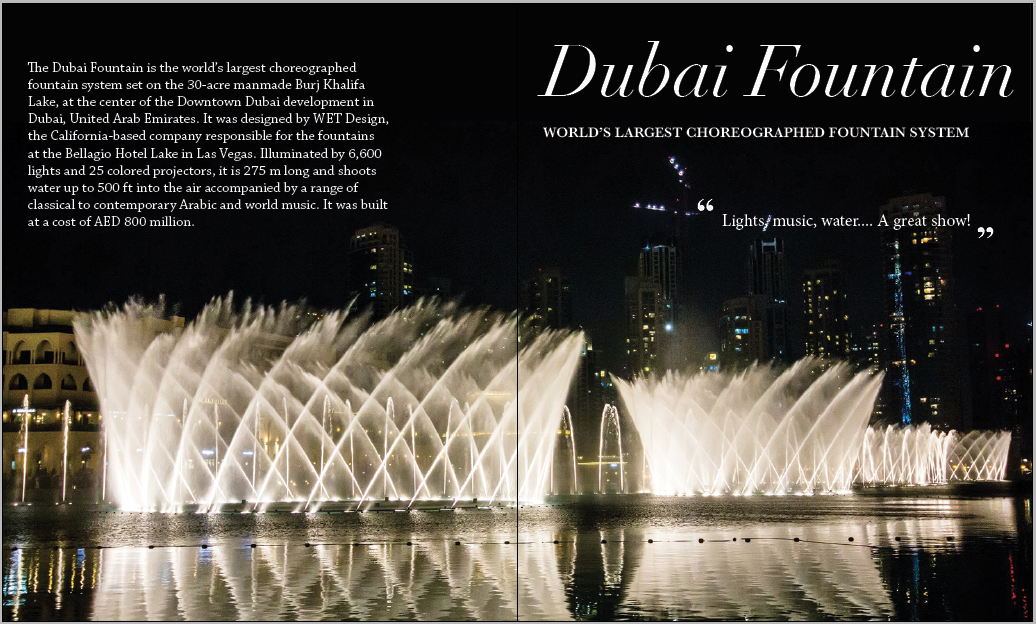 The Dubai Fountain is the world’s largest choreographed
fountain system set on the 30-acre manmade Burj Khalifa
Lake, at the center of the Downtown Dubai development in
Dubai, United Arab Emirates. It was designed by WET Design,
the California-based company responsible for the fountains
at the Bellagio Hotel Lake in Las Vegas. Illuminated by 6,600
lights and 25 colored projectors, it is 275 m long and shoots
water up to 500 ft into the air accompanied by a range of
classical to contemporary Arabic and world music. It was built
at a cost of AED 800 million.
Dubai Fountain
WORLD’S LARGEST CHOREOGRAPHED FOUNTAIN SYSTEM
“ Lights, music, water.... A great show! ”